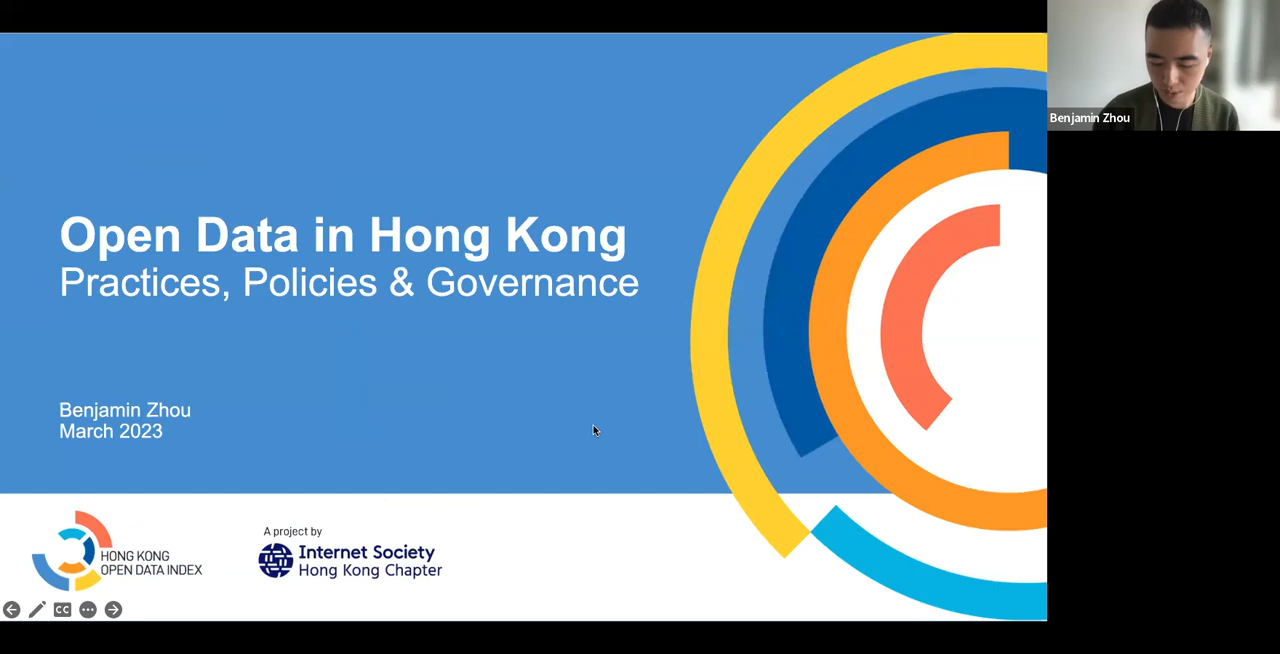 Open Data in Hong Kong
Practices, Policies & Governance
Benjamin Zhou
March 2023
HONG KONG
OPEN DATA INDEX
A project by
Internet Society
Hong Kong Chapter
CC
Benjamin Zhou